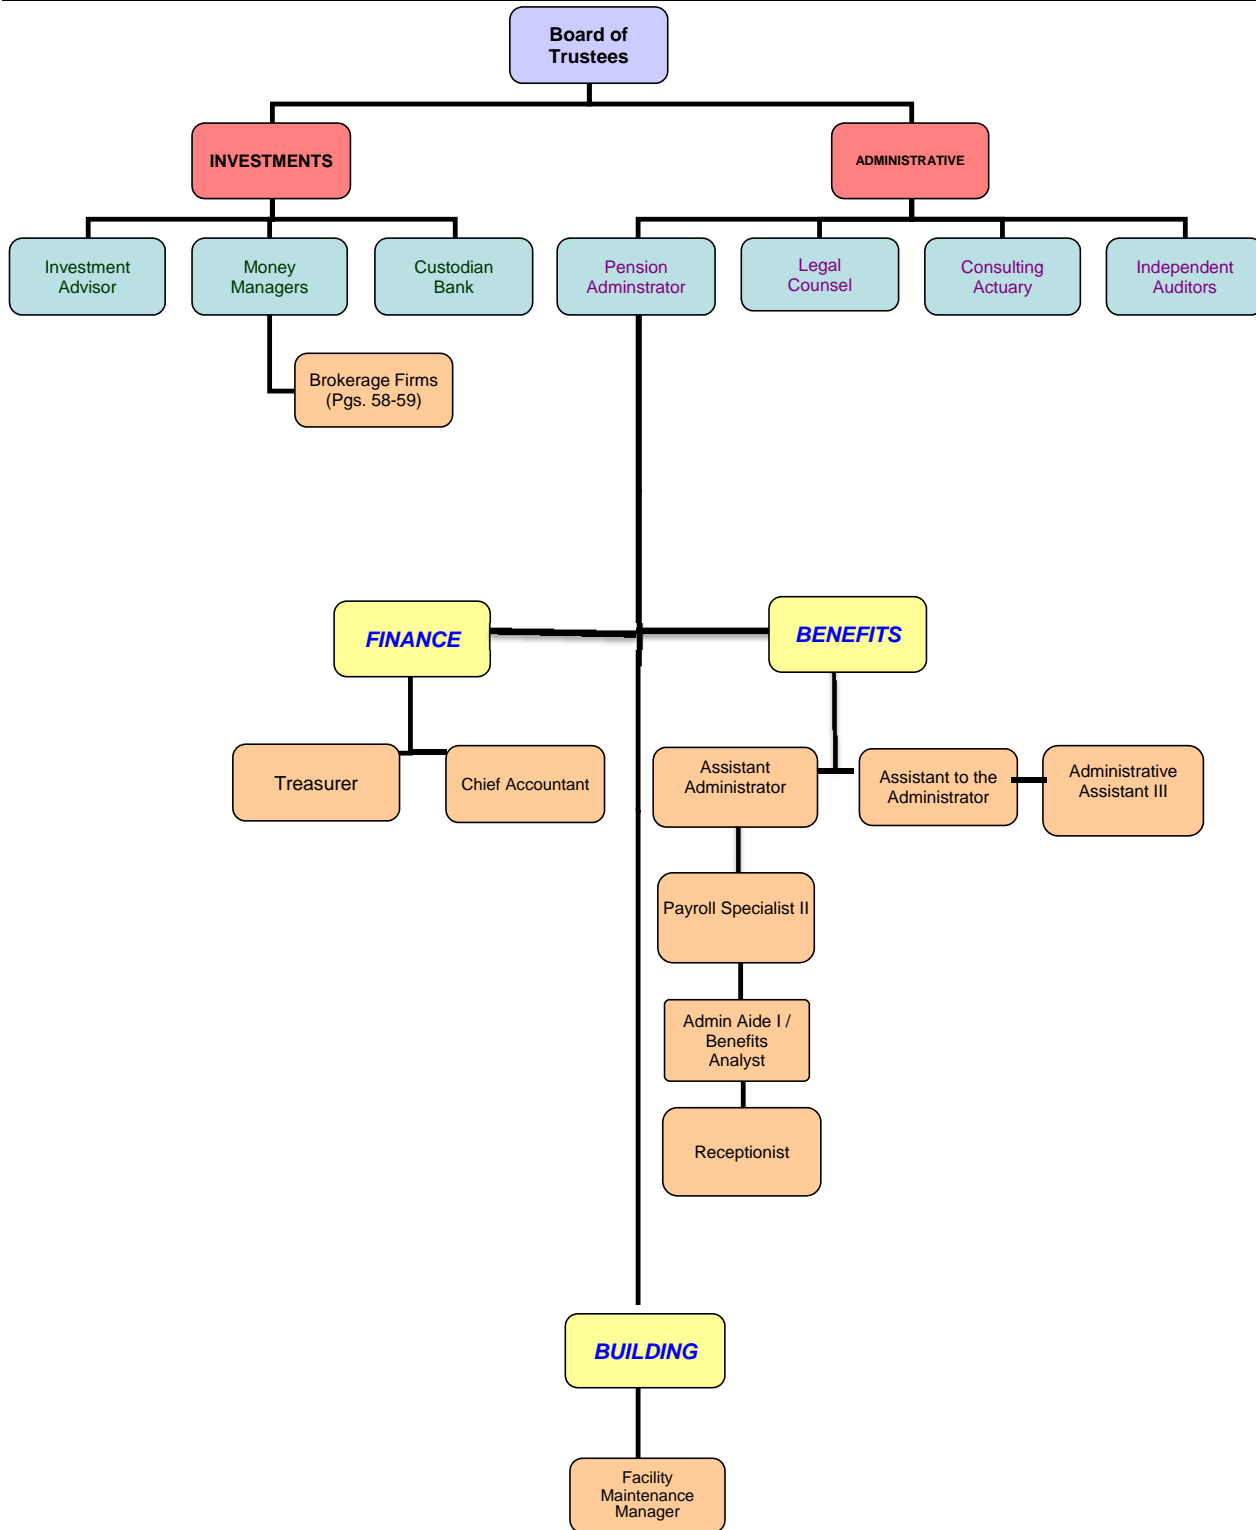 Board of
Trustees
INVESTMENTS
ADMINISTRATIVE
Investment
Advisor
Money
Managers
Custodian
Bank
Pension
Adminstrator
Legal
Counsel
Consulting
Actuary
Independent
Auditors
Brokerage Firms
(Pgs. 58-59)
FINANCE
BENEFITS
Treasurer
Chief Accountant
Assistant
Administrator
Assistant to the
Administrator
Administrative
Assistant III
Payroll Specialist II
Admin Aide I /
Benefits
Analyst
Receptionist
BUILDING
Facility
Maintenance
Manager